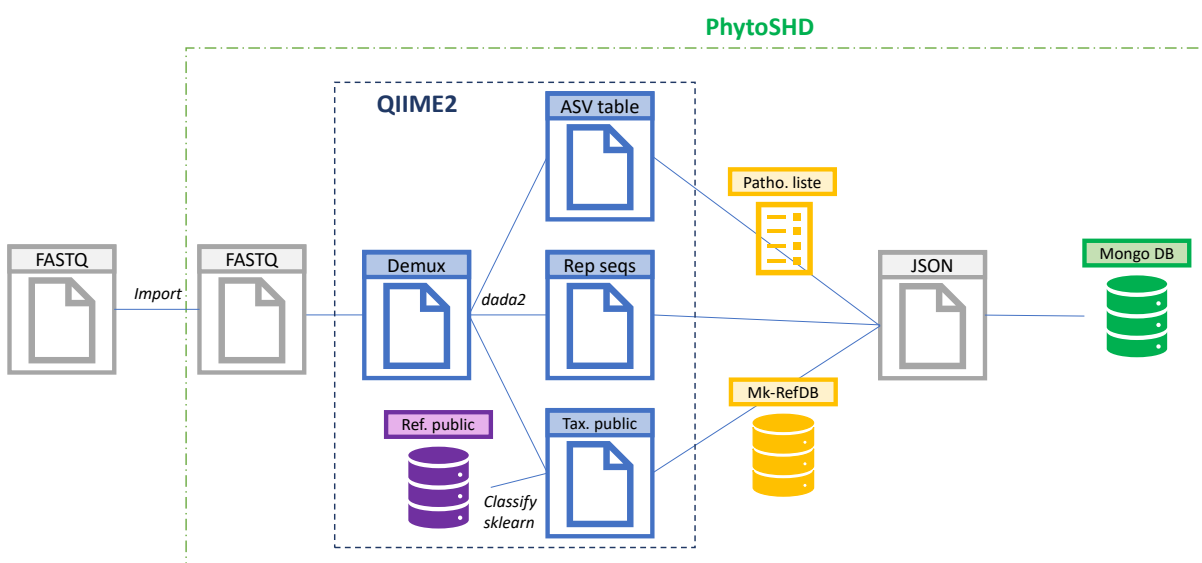 PhytoSHD
QIIME2
ASV table
Patho. liste
FASTQ
Import
FASTQ
Demux
dada2
Rep seqs
JSON
Mongo DB
Ref. public
Classify
sklearn
Tax. public
Mk-RefDB